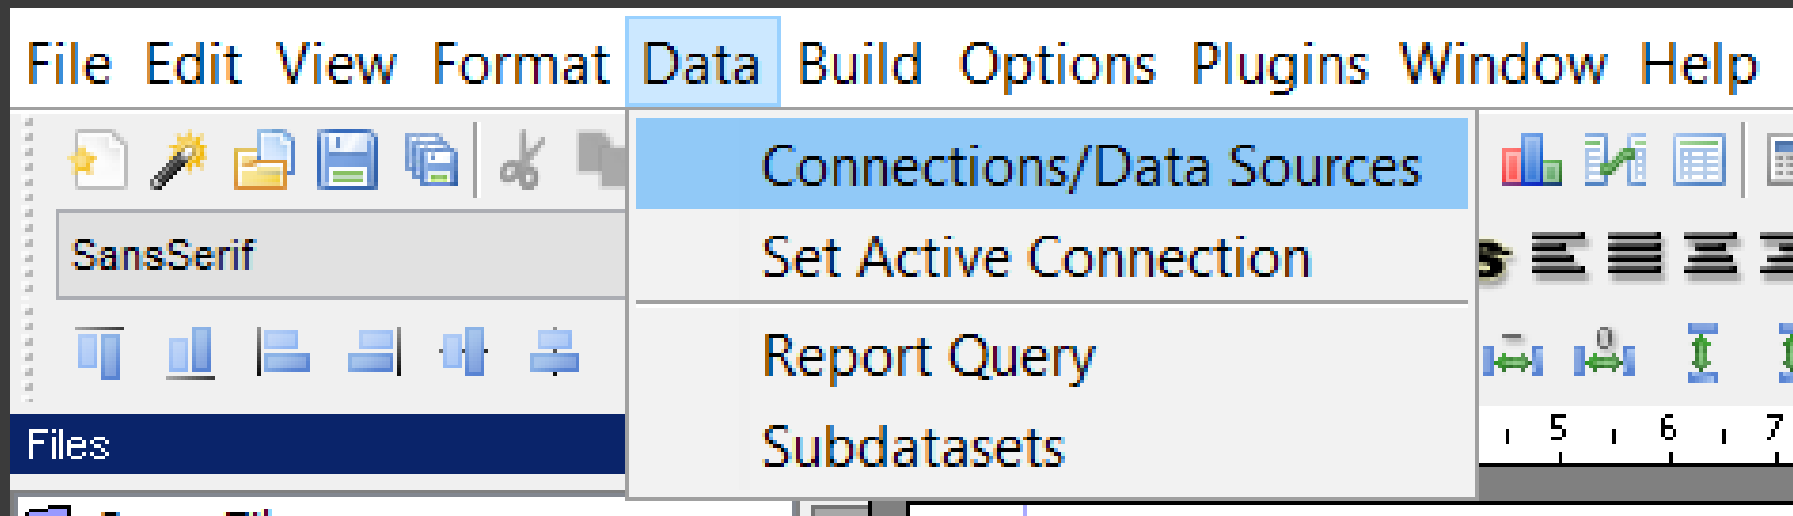 File Edit View Format Data Build Options Plugins Window Help
Connections/Data Sources
SansSerif
Set Active Connection
Report Query
Files
Subdatasets
5 6 7